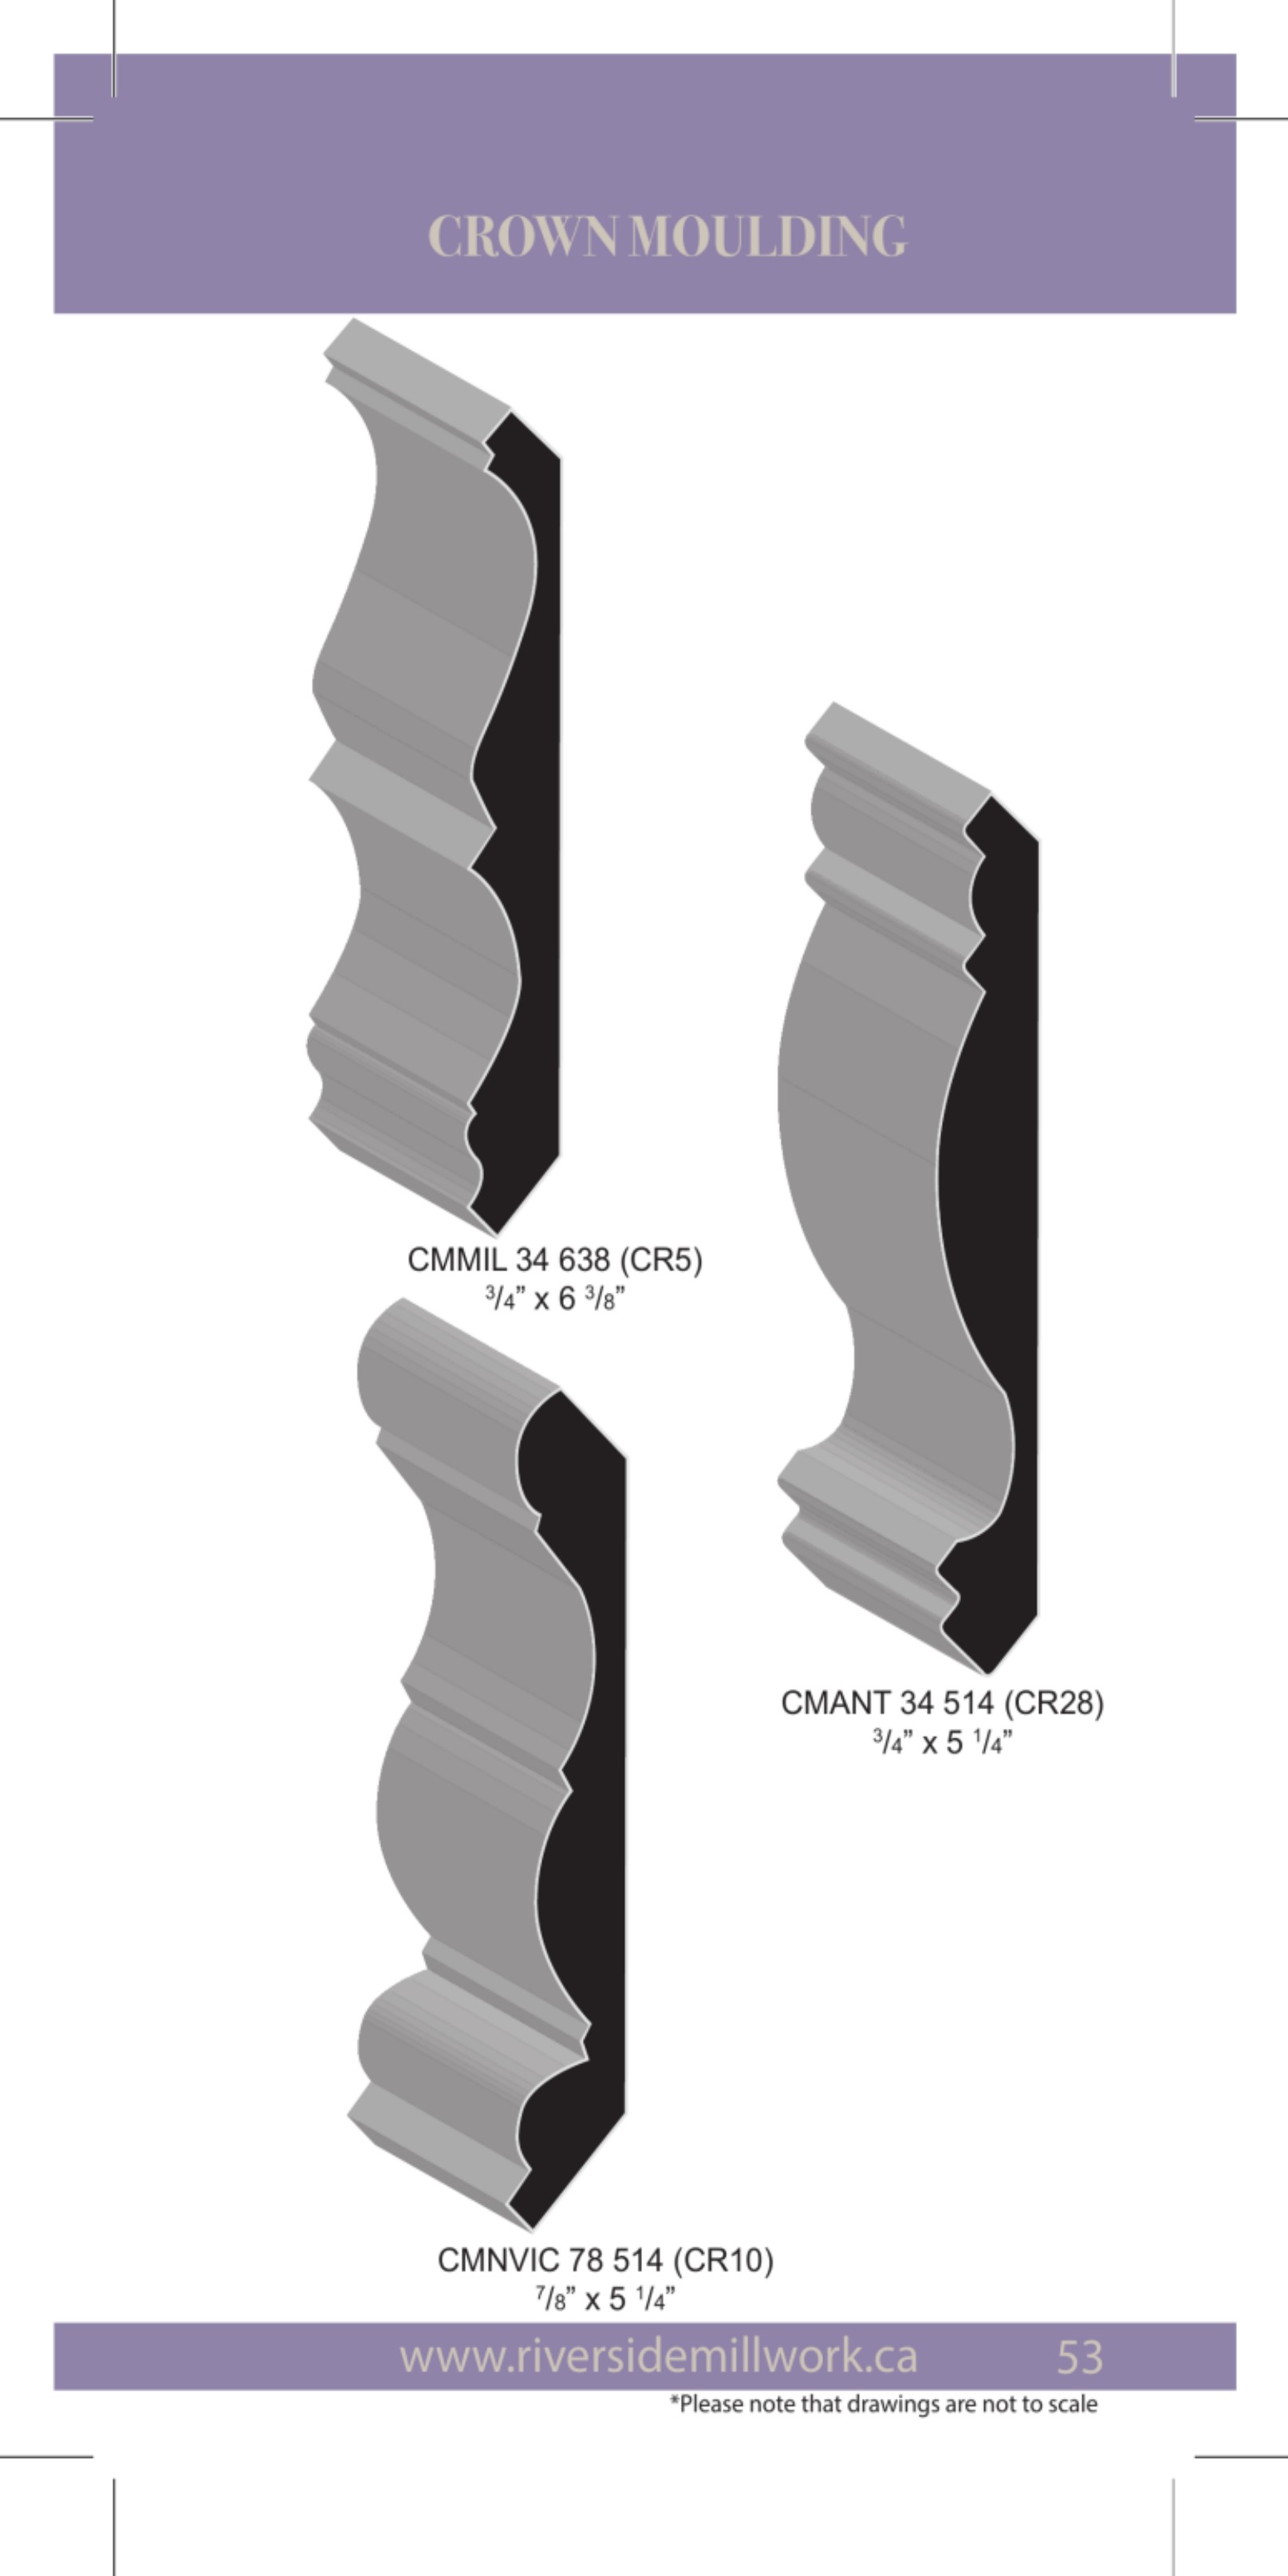 CROWN MOULDING
CMMIL 34 638 (CR5)
3/4” x 6 3/8”
CMANT 34 514 (CR28)
3/4” x 5 1/4”
CMNVIC 78 514 (CR10)
7/8” x 5 1/4”
www.riversidemillwork.ca 53
*Please note that drawings are not to scale